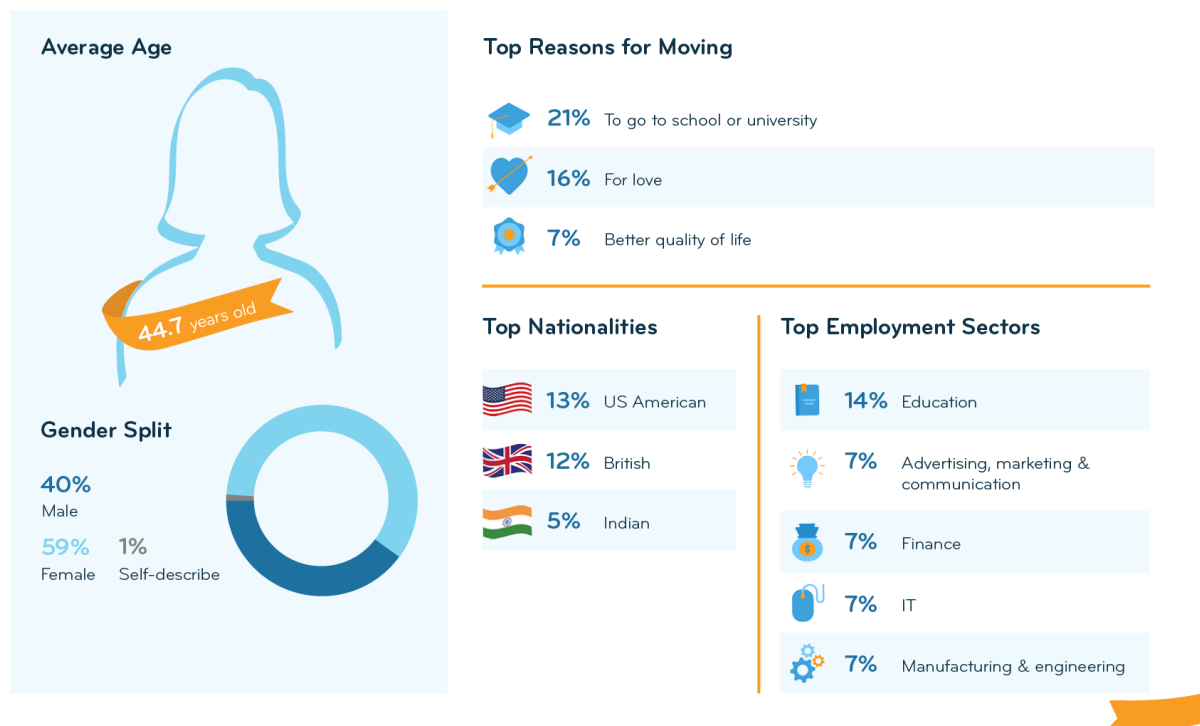 Average Age
44.7 years old
Gender Split
40%
Male
59%
Female
1%
Self-describe
Top Reasons for Moving
21% To go to school or university
16% For love
7% Better quality of life
Top Nationalities
13% US American
12% British
5% Indian
Top Employment Sectors
14% Education
7% Advertising, marketing &
communication
7% Finance
7% IT
7% Manufacturing & engineering